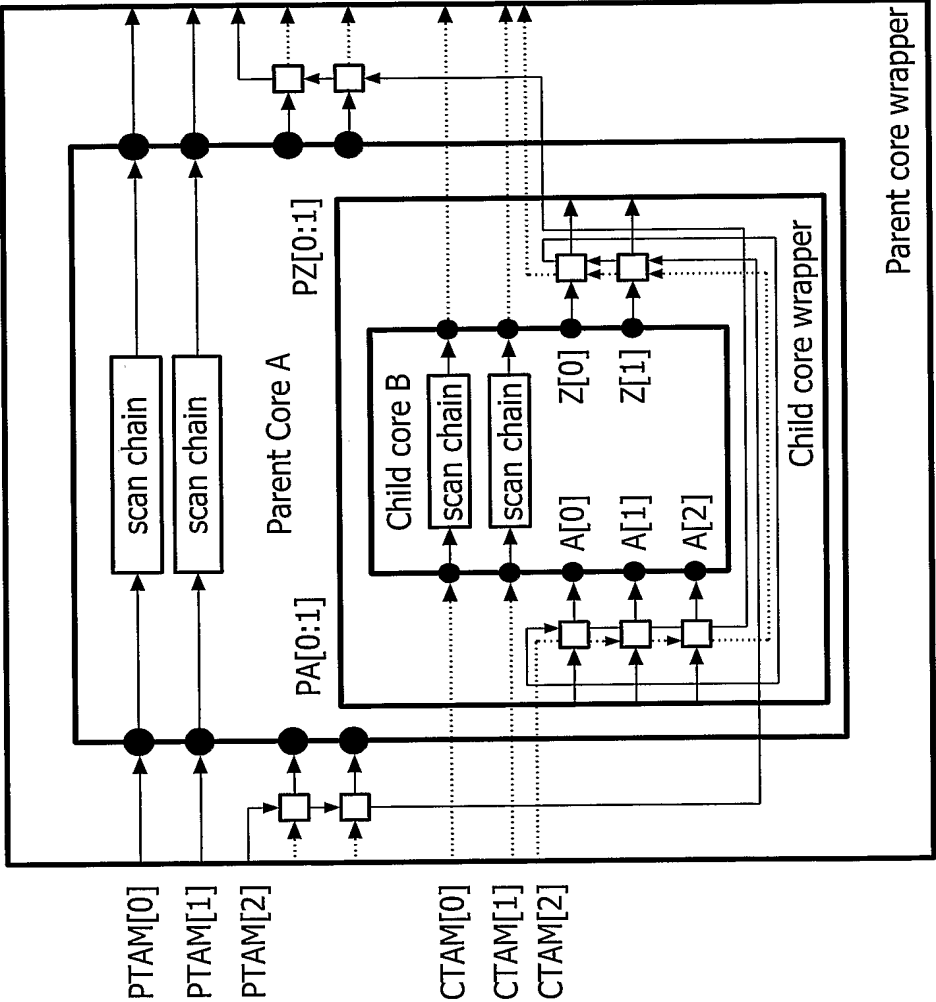 Parent core wrapper
PZ[0:1]
Child core wrapper
scan chain
scan chain
Parent Core A
Child core B
scan chain
scan chain
Z[0]
Z[1]
A[0]
A[1]
A[2]
PA[0:1]
PTAM[0]
PTAM[1]
PTAM[2]
CTAM[0]
CTAM[1]
CTAM[2]